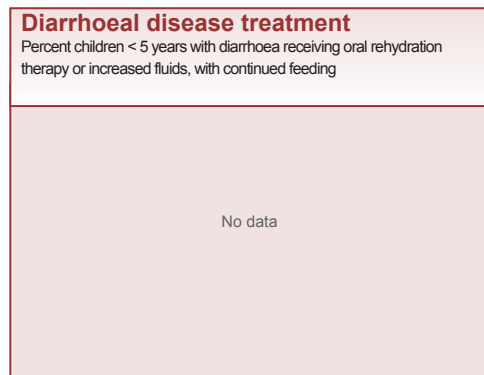 Diarrhoeal disease treatment
Percent children < 5 years with diarrhoea receiving oral rehydration
therapy or increased fluids, with continued feeding
No data